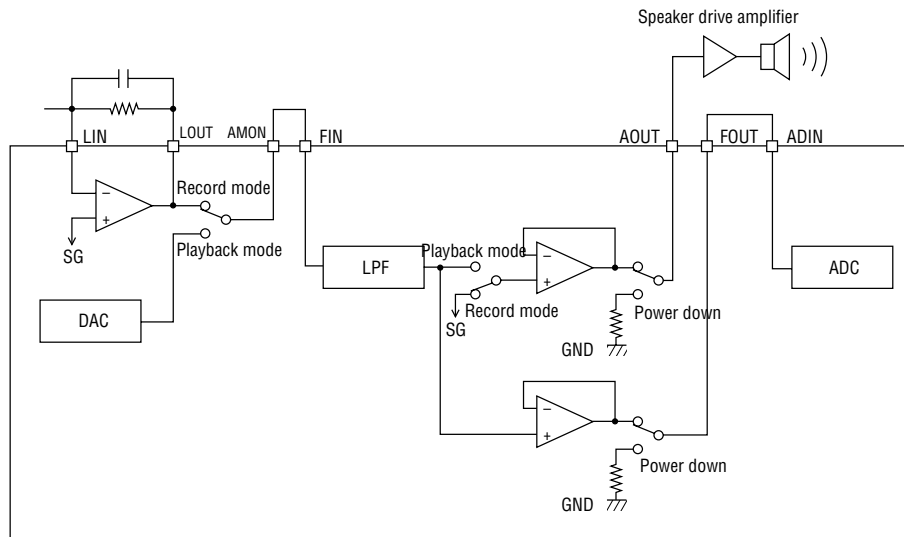 Speaker drive amplifier
LIN
LOUT
AMON
FIN
AOUT
FOUT
ADIN
−
+
SG
Record mode
Playback mode
DAC
LPF
Playback mode
SG
Record mode
−
+
Power down
GND
ADC
−
+
Power down
GND